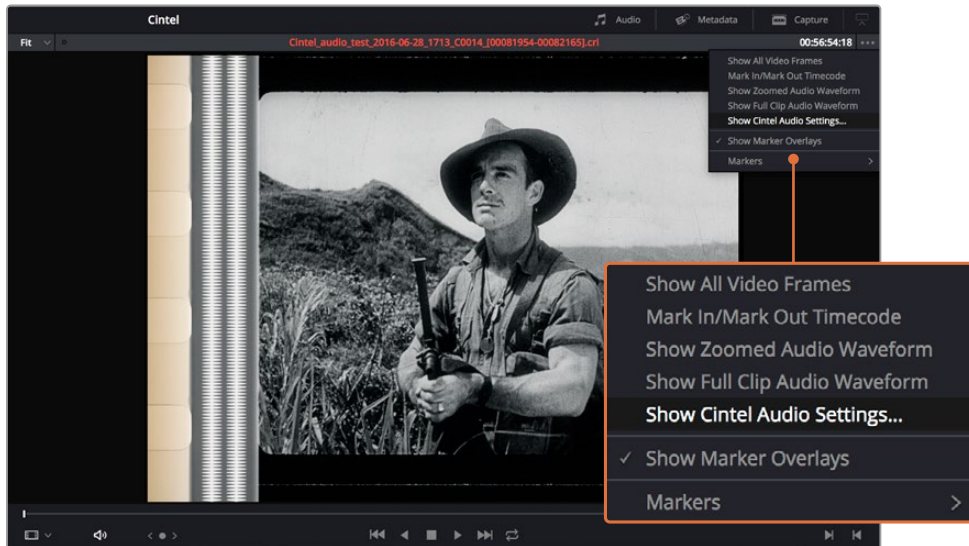 Cintel
Audio
Metadata
Capture
Fit
Cintel_audio_test_2016-06-28_1713_C0014_[00081954-00082165].cri
00:56:54:18
Show All Video Frames
Mark In/Mark Out Timecode
Show Zoomed Audio Waveform
Show Full Clip Audio Waveform
Show Cintel Audio Settings...
Show Marker Overlays
Markers
Show All Video Frames
Mark In/Mark Out Timecode
Show Zoomed Audio Waveform
Show Full Clip Audio Waveform
Show Cintel Audio Settings...
Show Marker Overlays
Markers